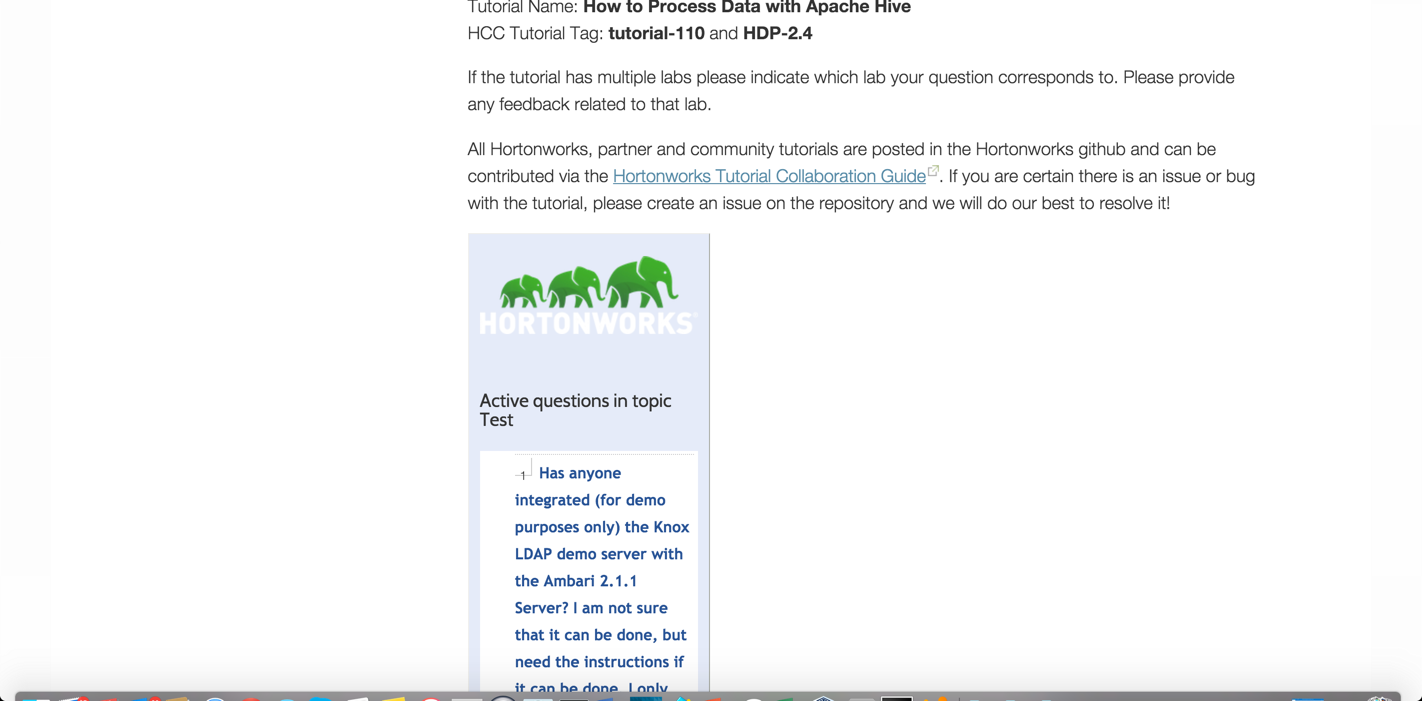 Tutorial Name: How to Process Data with Apache Hive
HCC Tutorial Tag: tutorial-110 and HDP-2.4
If the tutorial has multiple labs please indicate which lab your question corresponds to. Please provide
any feedback related to that lab.
All Hortonworks, partner and community tutorials are posted in the Hortonworks github and can be
contributed via the Hortonworks Tutorial Collaboration Guide. If you are certain there is an issue or bug
with the tutorial, please create an issue on the repository and we will do our best to resolve it!
HORTONWORKS®
Active questions in topic
Test
1 Has anyone
integrated (for demo
purposes only) the Knox
LDAP demo server with
the Ambari 2.1.1
Server? I am not sure
that it can be done, but
need the instructions if
it can be done. I only